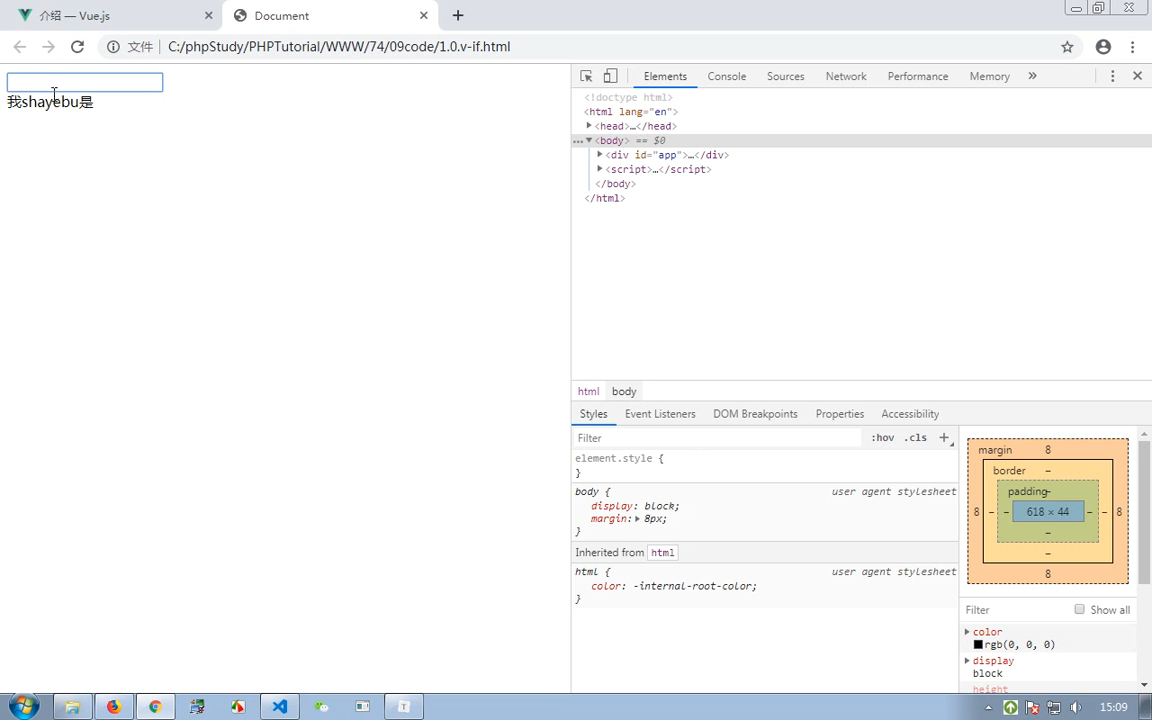 介绍 — Vue.js
Document
文件
C:/phpStudy/PHPTutorial/WWW/74/09code/1.0.v-if.html
我shayebu是
Elements Console Sources Network Performance Memory
<!doctype html>
<html lang="en">
<head>…</head>
<body> == $0
<div id="app">…</div>
<script>…</script>
</body>
</html>
html body
Styles Event Listeners DOM Breakpoints Properties Accessibility
Filter :hov .cls
element.style {
}
body { user agent stylesheet
display: block;
margin: 8px;
}
Inherited from html
html { user agent stylesheet
color: -internal-root-color;
}
margin 8
border –
padding –
8 – – 618 × 44 – – 8
–
–
8
Filter Show all
color
rgb(0, 0, 0)
display
block
height
15:09